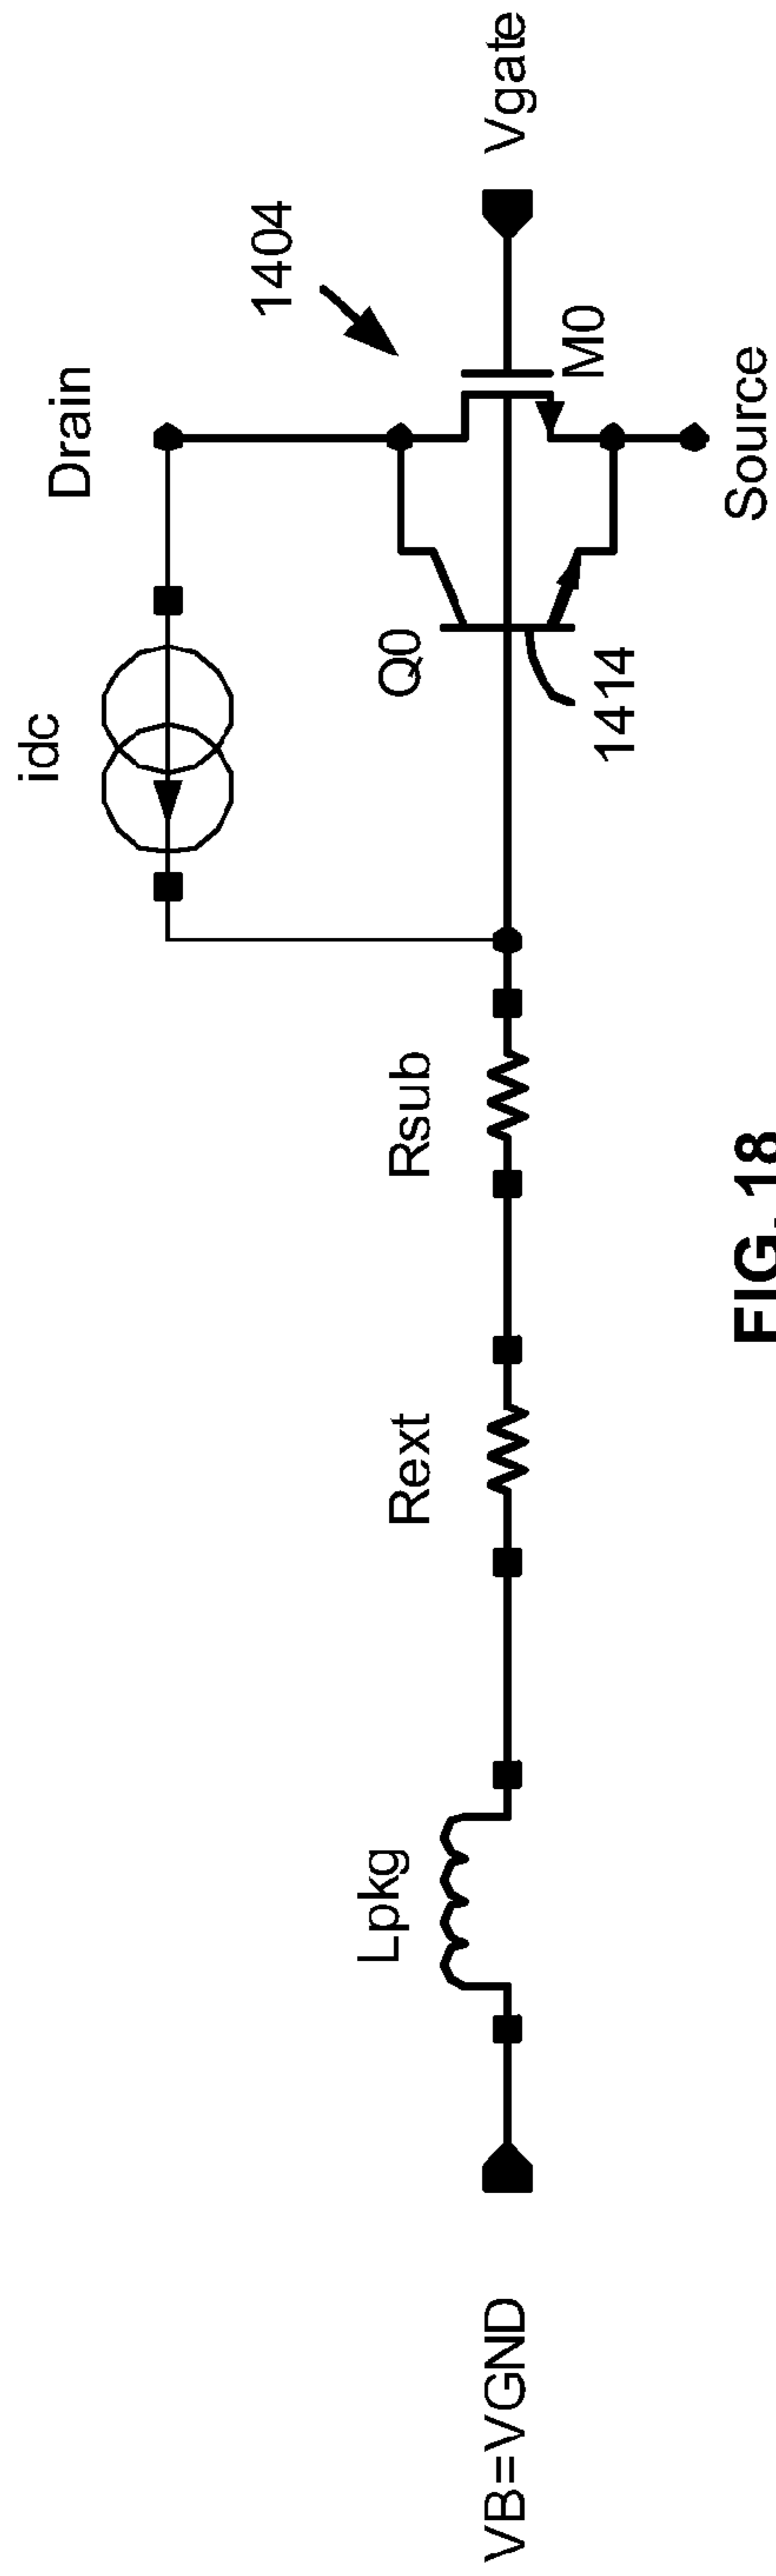 Vgate
1404
Drain
M0
Source
idc
Q0
1414
Rsub
Rext
Lpkg
VB=VGND
FIG. 18